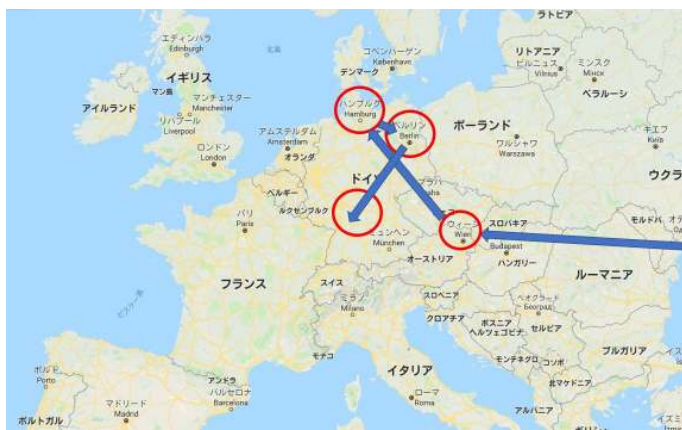 ラトビア
エディンバラ
Edinburgh
北海
コペンハーゲン
København
デンマーク
リトアニア
ビルニュス
Vilnius
ミンスク
Мінск
ベラルーシ
イギリス
マン島
マンチェスター
Manchester
アイルランド
リバプール
Liverpool
ハンブルク
Hamburg
ベルリン
Berlin
ポーランド
ワルシャワ
Warszawa
キエフ
Київ
ロンドン
London
アムステルダム
Amsterdam
オランダ
ベルギー
ドイツ
プラハ
Praha
ウクラ
ルクセンブルク
パリ
Paris
スロバキア
モルドバ
ウィーン
Wien
ミュンヘン
München
Budapest
オーストリア
ハンガリー
フランス
スイス
ルーマニア
スロベニア
クロアチア
ミラノ
Milano
ベオグラード
Београд
ビスケー湾
ボスニア
ヘルツェゴビナ
セルビア
モナコ
モンテネグロ
コソボ
ブルガリア
アンドラ
イタリア
北マケドニア
ポルト
Porto
バルセロナ
Barcelona
ローマ
Roma
マドリード
Madrid
アルバニア
ポルトガル
イズミ